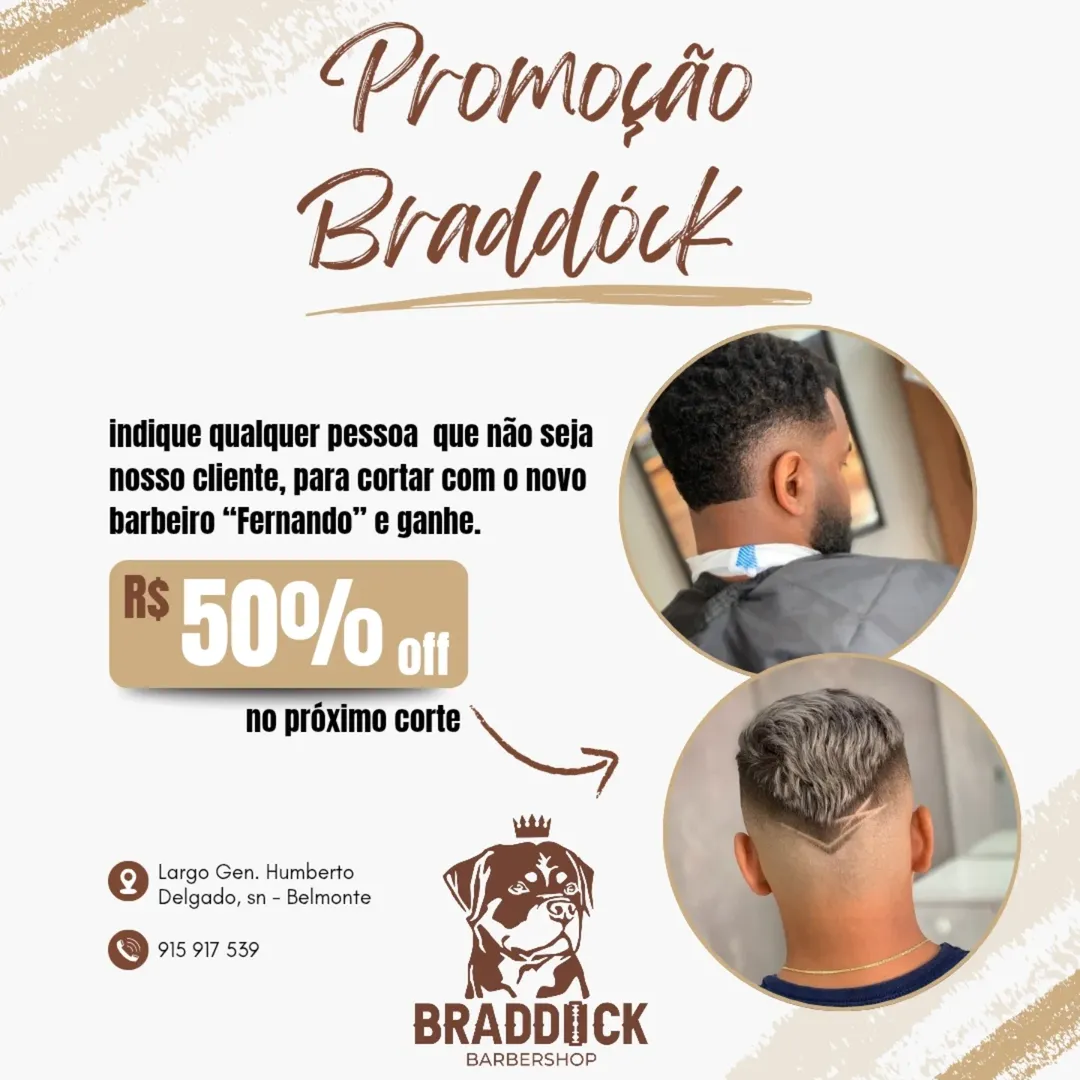 Promoção
Braddóck
indique qualquer pessoa que não seja
nosso cliente, para cortar com o novo
barbeiro “Fernando” e ganhe.
R$ 50% off
no próximo corte
Largo Gen. Humberto
Delgado, sn - Belmonte
915 917 539
BRADDOCK
BARBERSHOP